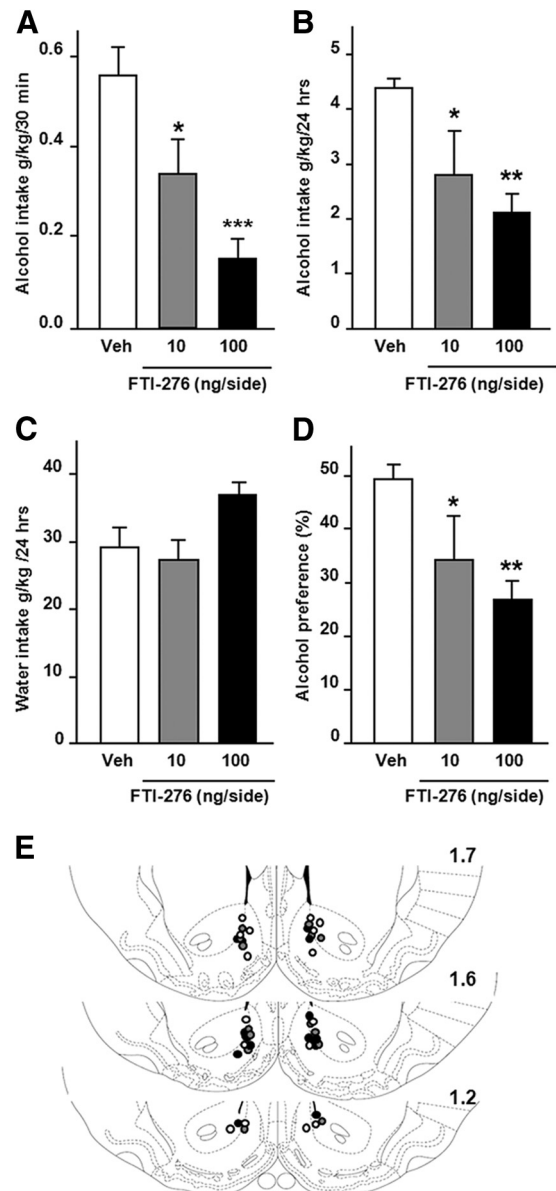 A
Alcohol intake g/kg/30 min
0.6
0.4
0.2
0.0
*
***
Veh
10
100
FTI-276 (ng/side)
B
Alcohol intake g/kg/24 hrs
5
4
3
2
1
0
*
**
Veh
10
100
FTI-276 (ng/side)
C
Water intake g/kg /24 hrs
40
30
20
10
0
Veh
10
100
FTI-276 (ng/side)
D
Alcohol preference (%)
50
40
30
20
10
0
*
**
Veh
10
100
FTI-276 (ng/side)
E
1.7
1.6
1.2